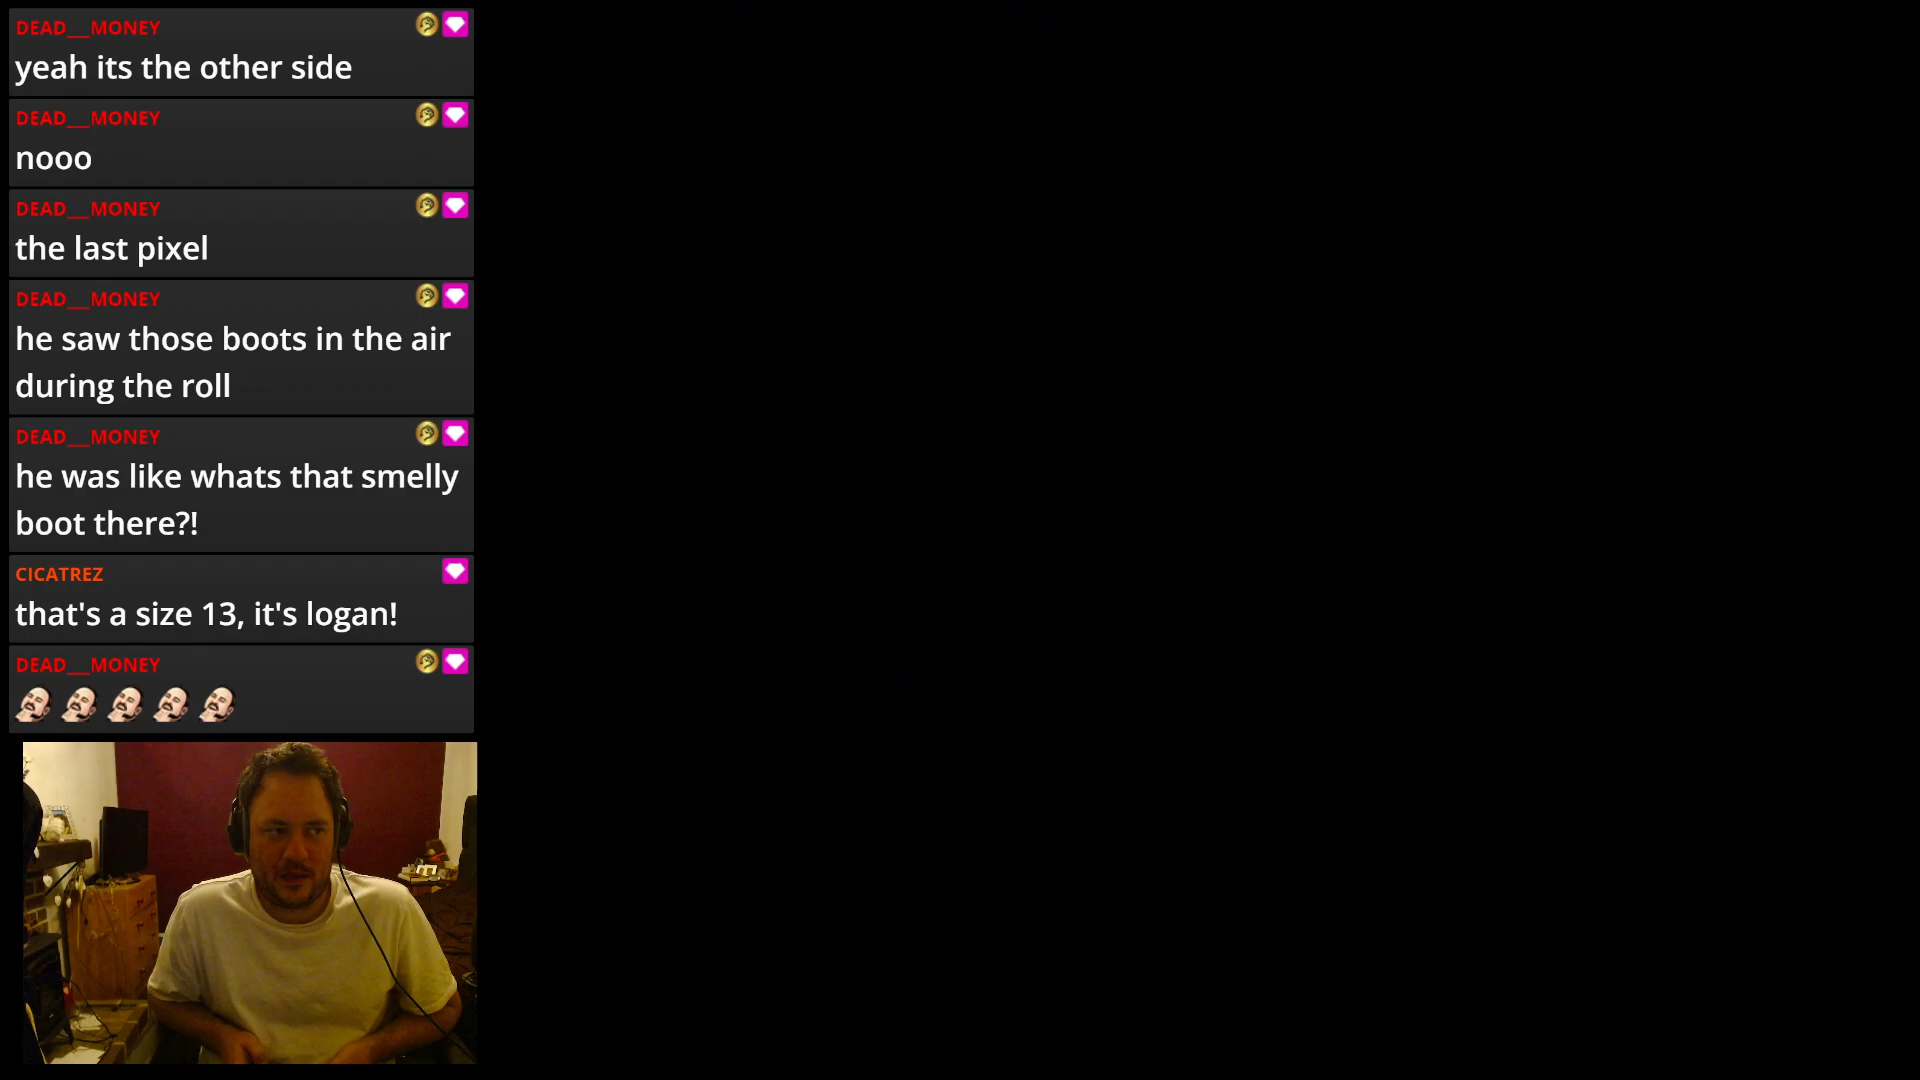 DEAD__MONEY
yeah its the other side
DEAD__MONEY
nooo
DEAD__MONEY
the last pixel
DEAD__MONEY
he saw those boots in the air
during the roll
DEAD__MONEY
he was like whats that smelly
boot there?!
CICATREZ
that's a size 13, it's logan!
DEAD__MONEY